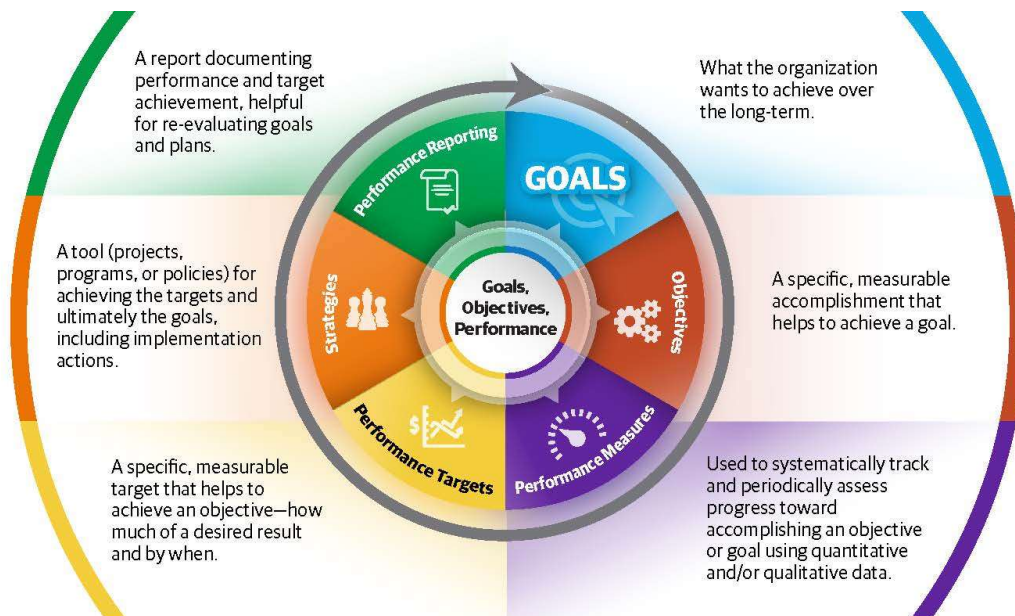 A report documenting
performance and target
achievement, helpful
for re-evaluating goals
and plans.
What the organization
wants to achieve over
the long-term.
Performance Reporting
GOALS
A tool (projects,
programs, or policies) for
achieving the targets and
ultimately the goals,
including implementation
actions.
Strategies
Goals,
Objectives,
Performance
Objectives
A specific, measurable
accomplishment that
helps to achieve a goal.
$
Performance Targets
Performance Measures
A specific, measurable
target that helps to
achieve an objective—how
much of a desired result
and by when.
Used to systematically track
and periodically assess
progress toward
accomplishing an objective
or goal using quantitative
and/or qualitative data.